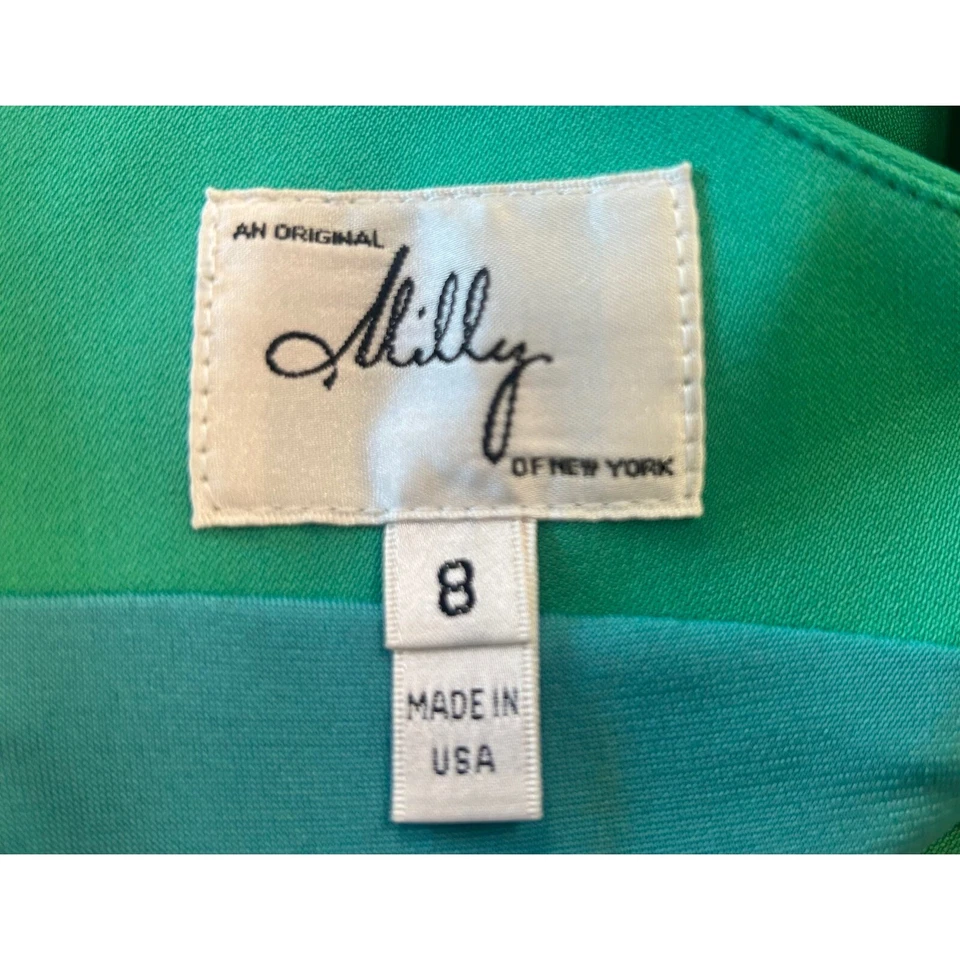 AN ORIGINAL
Milly
OF NEW YORK
8
MADE IN
USA